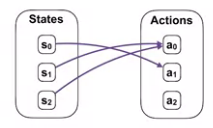 States Actions
s₀ a₀
s₁ a₁
s₂ a₂